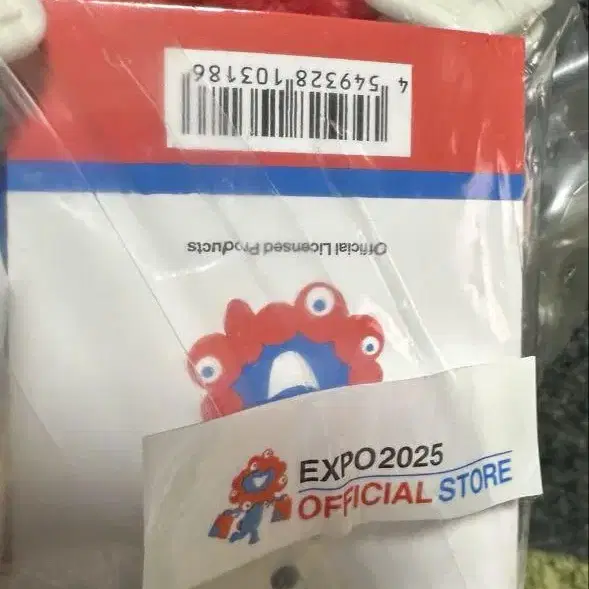 4 549328 103186
Official Licensed Products
EXPO2025
OFFICIAL STORE